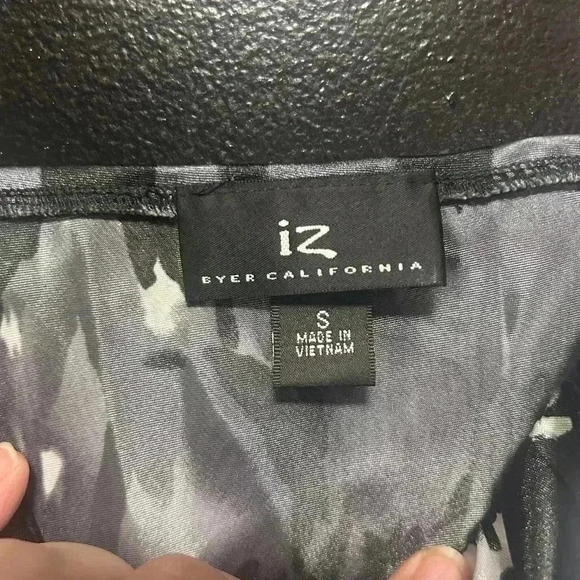 iz
BYER CALIFORNIA
S
MADE IN
VIETNAM